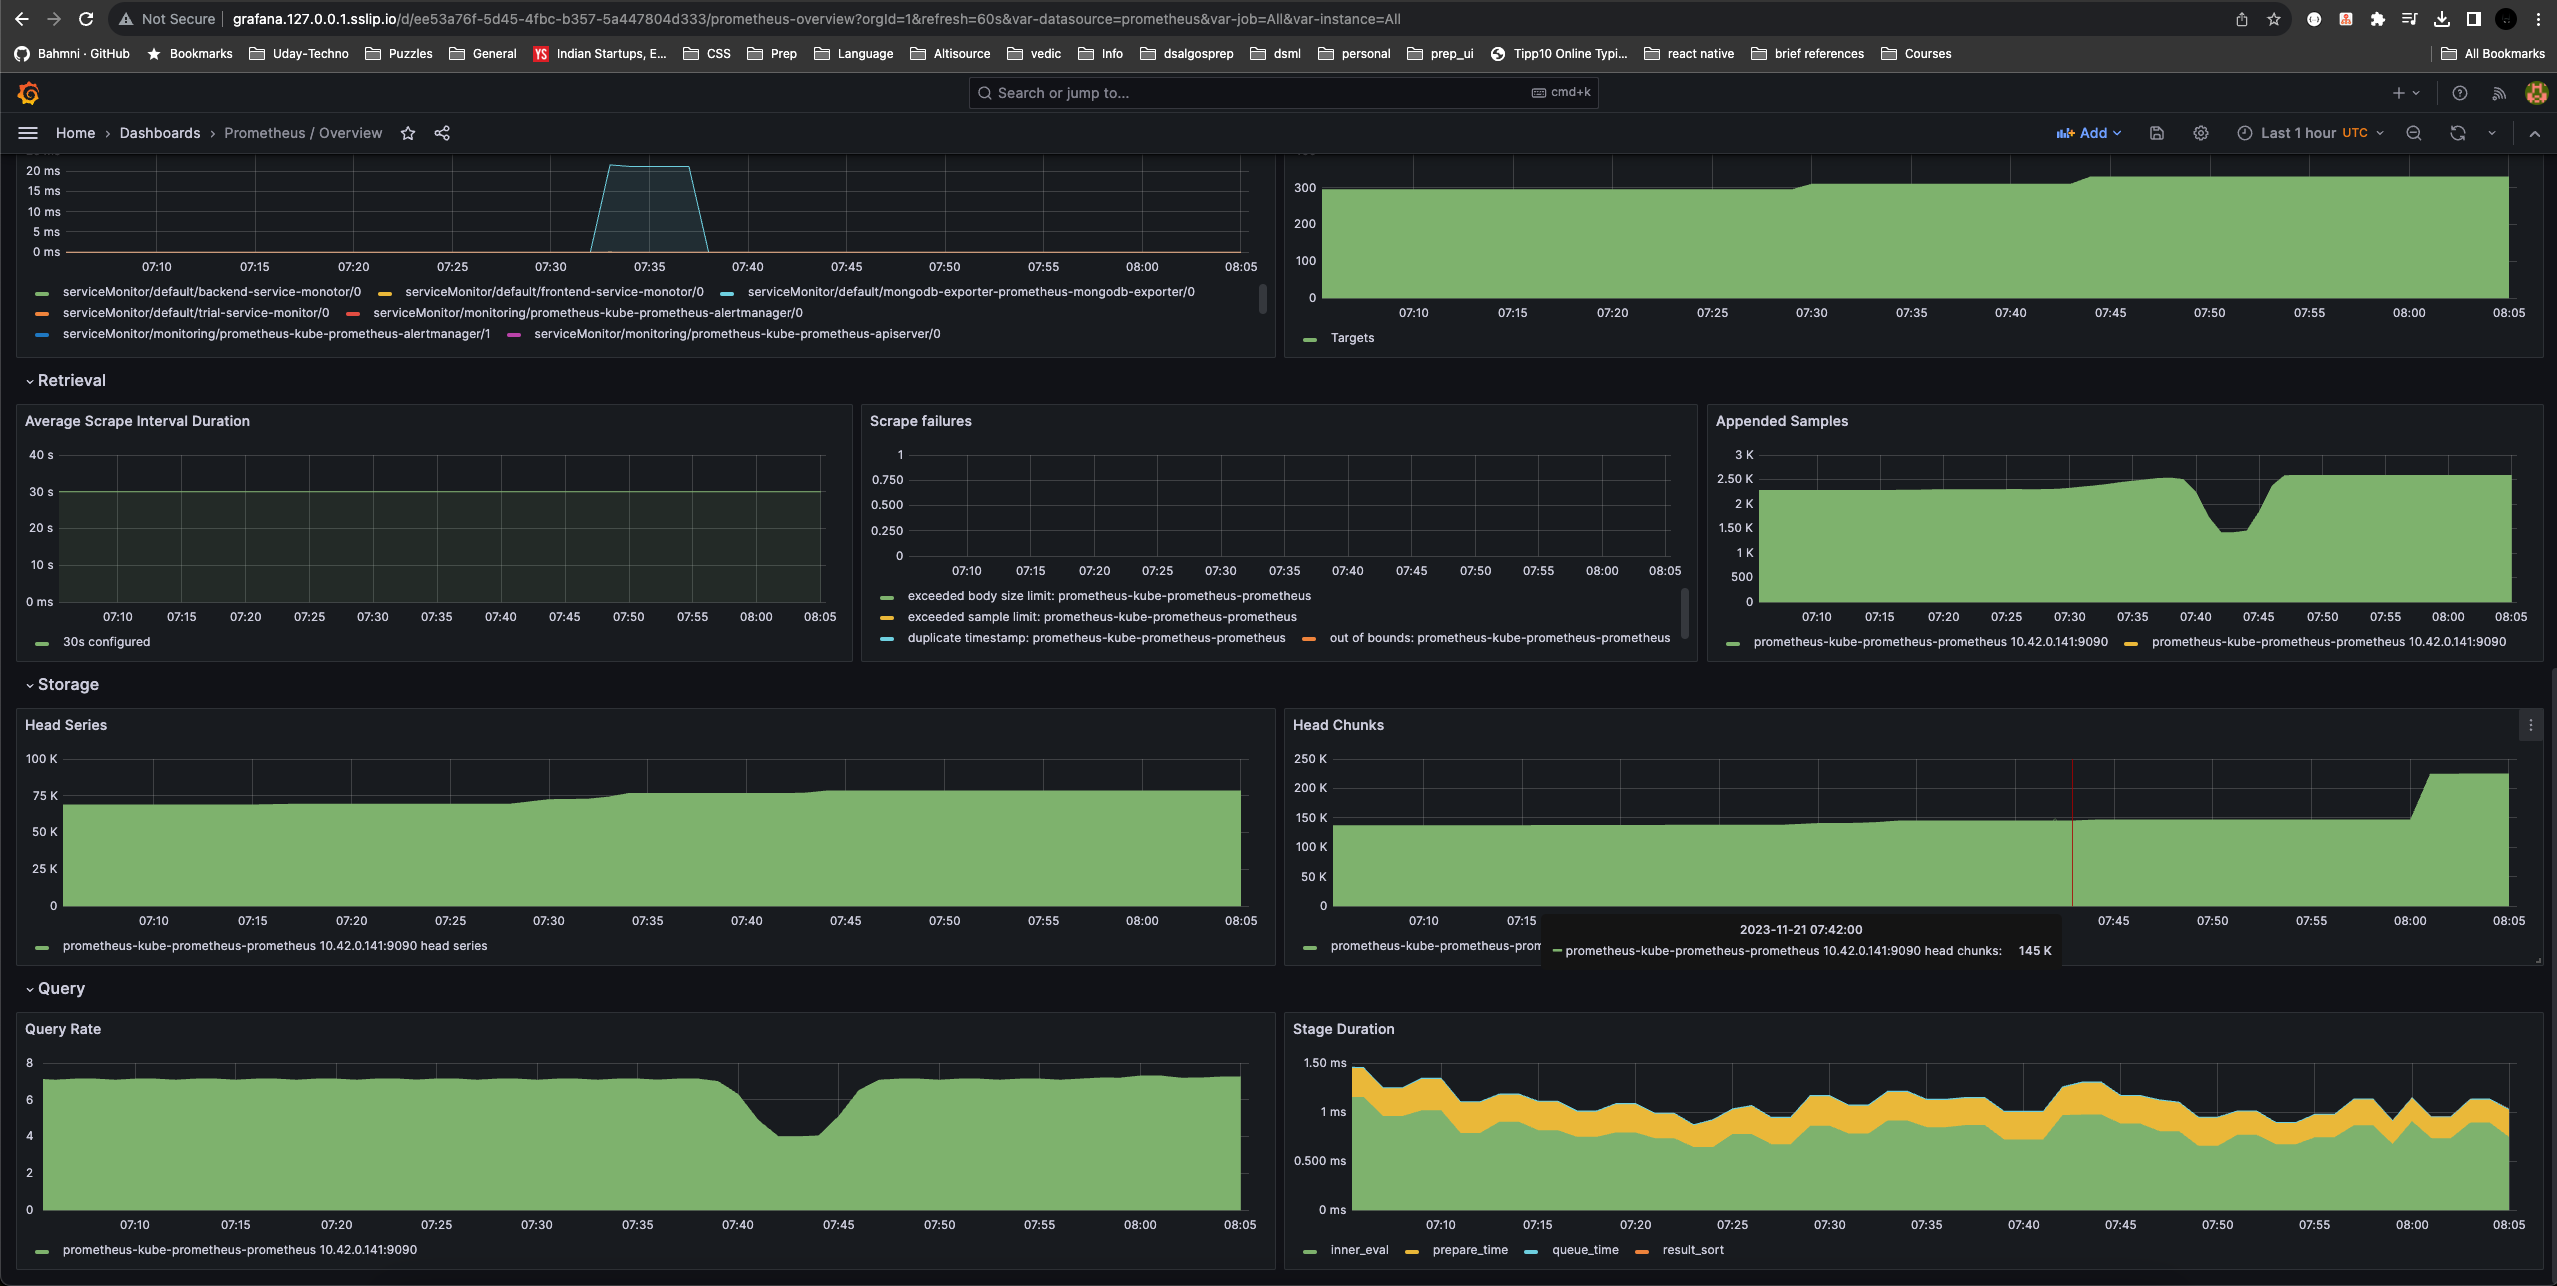 Not Secure grafana.127.0.0.1.sslip.io/d/ee53a76f-5d45-4fbc-b357-5a447804d333/prometheus-overview?orgId=1&refresh=60s&var-datasource=prometheus&var-job=All&var-instance=All
Bahmni · GitHub Bookmarks Uday-Techno Puzzles General YS Indian Startups, E... CSS Prep Language Altisource vedic Info dsalgosprep dsml personal prep_ui Tipp10 Online Typi... react native brief references Courses All Bookmarks
Search or jump to... cmd+k
Home › Dashboards › Prometheus / Overview Add Last 1 hour UTC
20 ms
15 ms
10 ms
5 ms
0 ms
07:10 07:15 07:20 07:25 07:30 07:35 07:40 07:45 07:50 07:55 08:00 08:05
serviceMonitor/default/backend-service-monotor/0 serviceMonitor/default/frontend-service-monotor/0 serviceMonitor/default/mongodb-exporter-prometheus-mongodb-exporter/0
serviceMonitor/default/trial-service-monitor/0 serviceMonitor/monitoring/prometheus-kube-prometheus-alertmanager/0
serviceMonitor/monitoring/prometheus-kube-prometheus-alertmanager/1 serviceMonitor/monitoring/prometheus-kube-prometheus-apiserver/0
300
200
100
0
07:10 07:15 07:20 07:25 07:30 07:35 07:40 07:45 07:50 07:55 08:00 08:05
Targets
Retrieval
Average Scrape Interval Duration
40 s
30 s
20 s
10 s
0 ms
07:10 07:15 07:20 07:25 07:30 07:35 07:40 07:45 07:50 07:55 08:00 08:05
30s configured
Scrape failures
1
0.750
0.500
0.250
0
07:10 07:15 07:20 07:25 07:30 07:35 07:40 07:45 07:50 07:55 08:00 08:05
exceeded body size limit: prometheus-kube-prometheus-prometheus
exceeded sample limit: prometheus-kube-prometheus-prometheus
duplicate timestamp: prometheus-kube-prometheus-prometheus out of bounds: prometheus-kube-prometheus-prometheus
Appended Samples
3 K
2.50 K
2 K
1.50 K
1 K
500
0
07:10 07:15 07:20 07:25 07:30 07:35 07:40 07:45 07:50 07:55 08:00 08:05
prometheus-kube-prometheus-prometheus 10.42.0.141:9090 prometheus-kube-prometheus-prometheus 10.42.0.141:9090
Storage
Head Series
100 K
75 K
50 K
25 K
0
07:10 07:15 07:20 07:25 07:30 07:35 07:40 07:45 07:50 07:55 08:00 08:05
prometheus-kube-prometheus-prometheus 10.42.0.141:9090 head series
Head Chunks
250 K
200 K
150 K
100 K
50 K
0
07:10 07:15 07:45 07:50 07:55 08:00 08:05
prometheus-kube-prometheus-prom
2023-11-21 07:42:00
prometheus-kube-prometheus-prometheus 10.42.0.141:9090 head chunks: 145 K
Query
Query Rate
8
6
4
2
0
07:10 07:15 07:20 07:25 07:30 07:35 07:40 07:45 07:50 07:55 08:00 08:05
prometheus-kube-prometheus-prometheus 10.42.0.141:9090
Stage Duration
1.50 ms
1 ms
0.500 ms
0 ms
07:10 07:15 07:20 07:25 07:30 07:35 07:40 07:45 07:50 07:55 08:00 08:05
inner_eval prepare_time queue_time result_sort